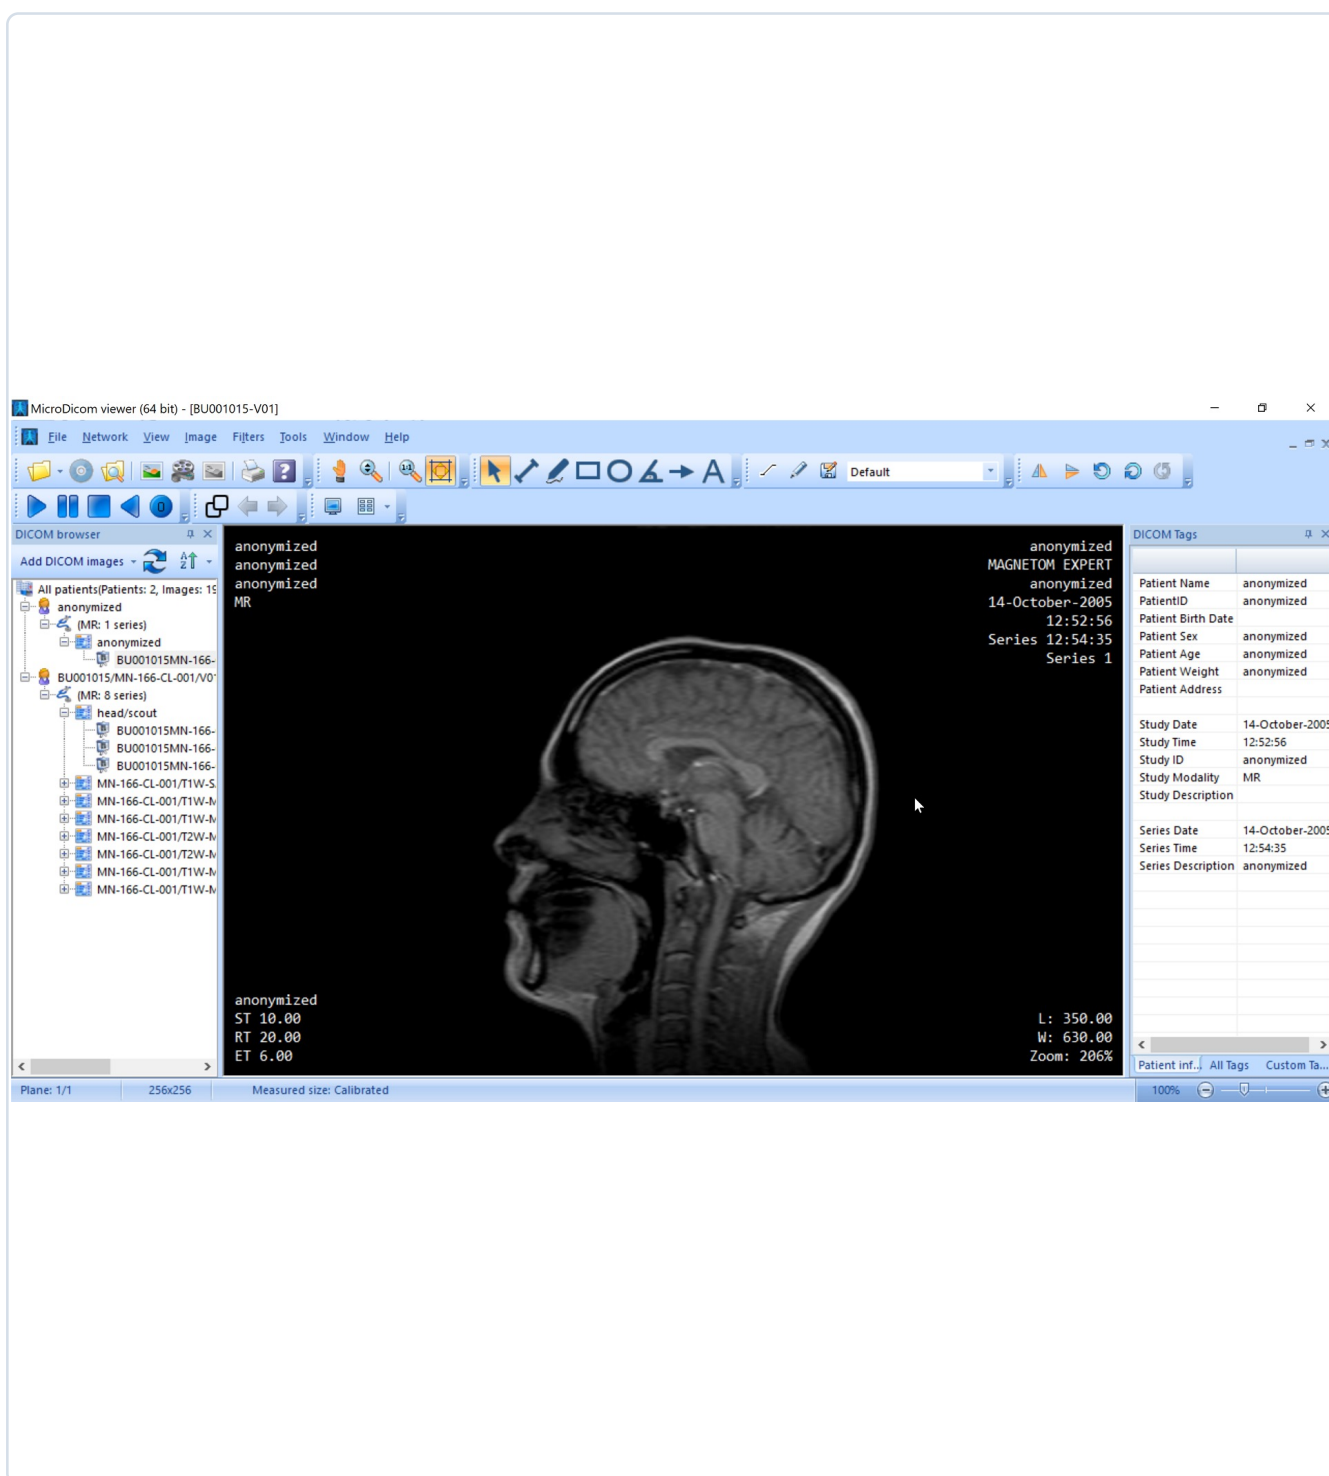 MicroDicom viewer (64 bit) - [BU001015-V01]
File Network View Image Filters Tools Window Help
Default
DICOM browser
Add DICOM images
All patients(Patients: 2, Images: 19
anonymized
(MR: 1 series)
anonymized
BU001015MN-166-
BU001015/MN-166-CL-001/V01
(MR: 8 series)
head/scout
BU001015MN-166-
BU001015MN-166-
BU001015MN-166-
MN-166-CL-001/T1W-S
MN-166-CL-001/T1W-M
MN-166-CL-001/T1W-M
MN-166-CL-001/T2W-M
MN-166-CL-001/T2W-M
MN-166-CL-001/T1W-M
MN-166-CL-001/T1W-M
anonymized
anonymized
anonymized
MR
anonymized
MAGNETOM EXPERT
anonymized
14-October-2005
12:52:56
Series 12:54:35
Series 1
anonymized
ST 10.00
RT 20.00
ET 6.00
L: 350.00
W: 630.00
Zoom: 206%
DICOM Tags
Patient Name anonymized
PatientID anonymized
Patient Birth Date
Patient Sex anonymized
Patient Age anonymized
Patient Weight anonymized
Patient Address
Study Date 14-October-2005
Study Time 12:52:56
Study ID anonymized
Study Modality MR
Study Description
Series Date 14-October-2005
Series Time 12:54:35
Series Description anonymized
Patient inf... All Tags Custom Ta...
Plane: 1/1 256x256 Measured size: Calibrated 100%